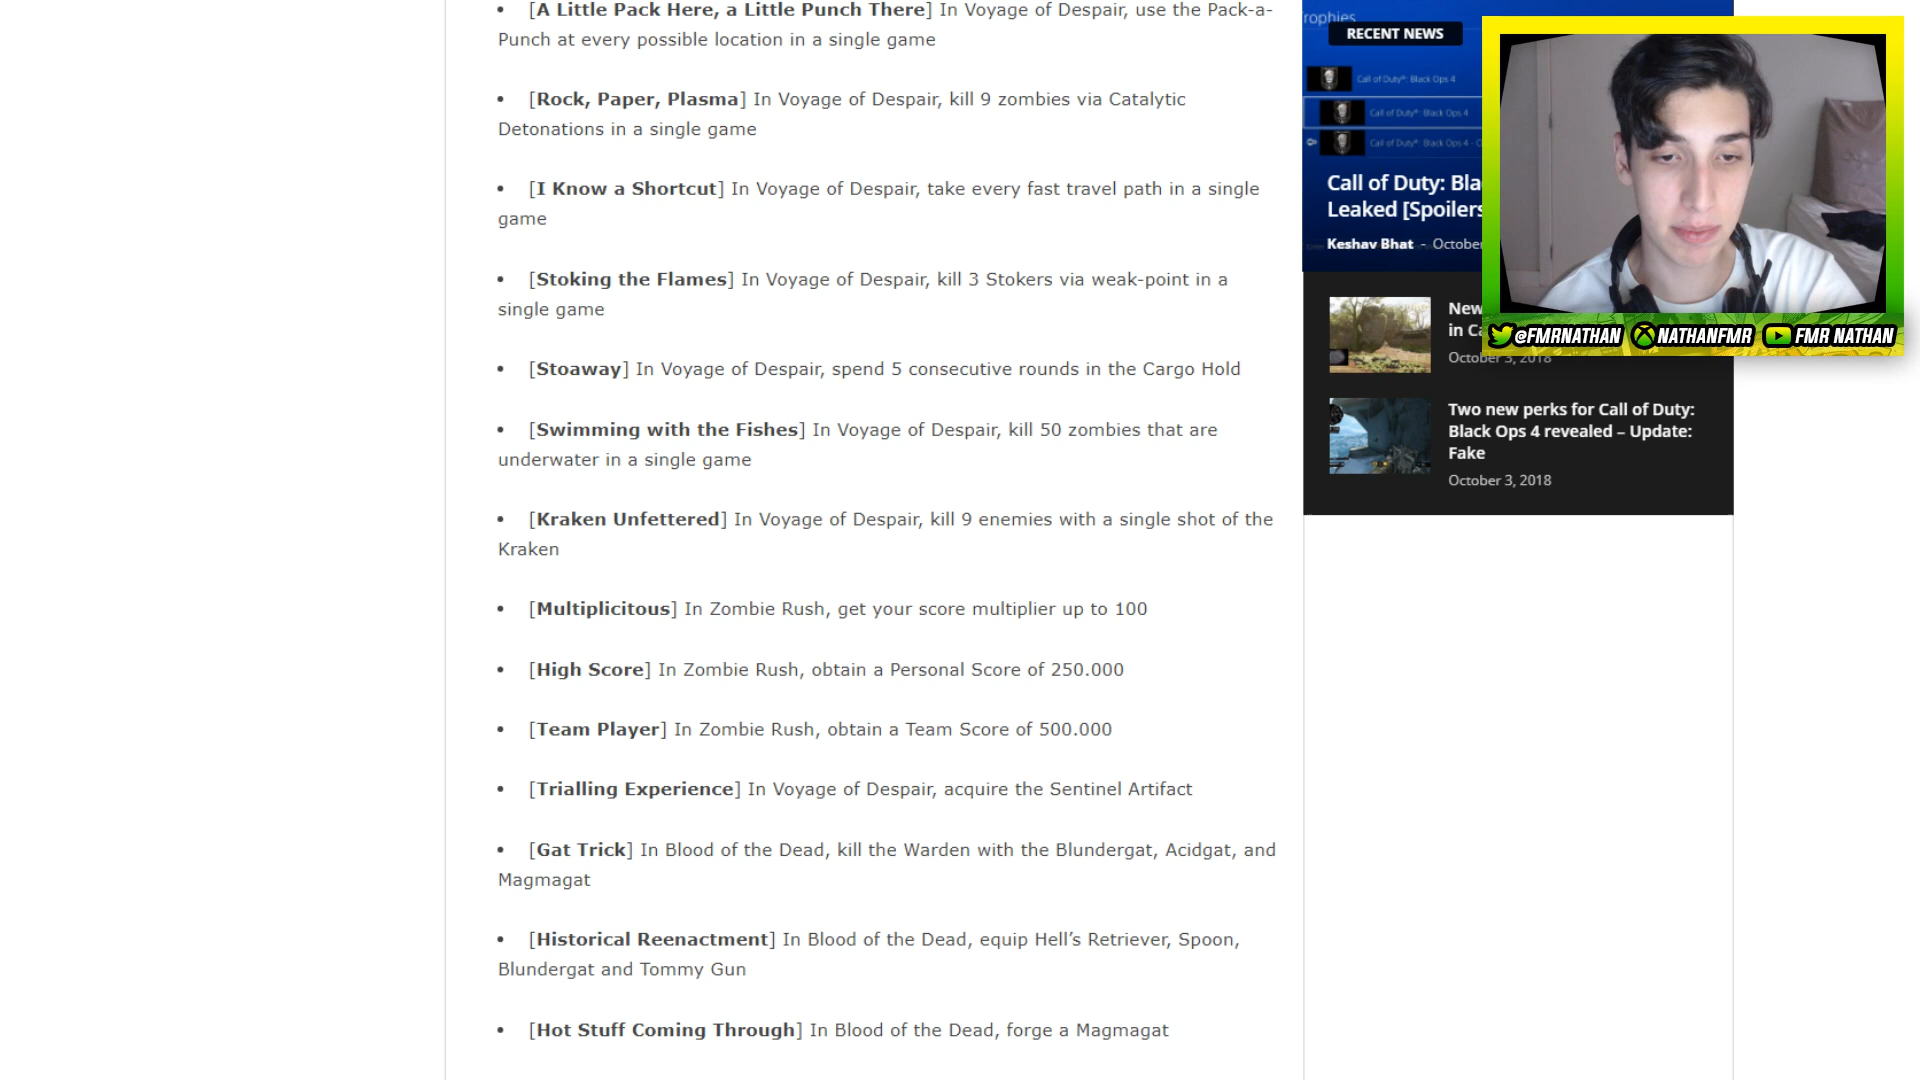 • [A Little Pack Here, a Little Punch There] In Voyage of Despair, use the Pack-a-
Punch at every possible location in a single game
• [Rock, Paper, Plasma] In Voyage of Despair, kill 9 zombies via Catalytic
Detonations in a single game
• [I Know a Shortcut] In Voyage of Despair, take every fast travel path in a single
game
• [Stoking the Flames] In Voyage of Despair, kill 3 Stokers via weak-point in a
single game
• [Stoaway] In Voyage of Despair, spend 5 consecutive rounds in the Cargo Hold
• [Swimming with the Fishes] In Voyage of Despair, kill 50 zombies that are
underwater in a single game
• [Kraken Unfettered] In Voyage of Despair, kill 9 enemies with a single shot of the
Kraken
• [Multiplicitous] In Zombie Rush, get your score multiplier up to 100
• [High Score] In Zombie Rush, obtain a Personal Score of 250.000
• [Team Player] In Zombie Rush, obtain a Team Score of 500.000
• [Trialling Experience] In Voyage of Despair, acquire the Sentinel Artifact
• [Gat Trick] In Blood of the Dead, kill the Warden with the Blundergat, Acidgat, and
Magmagat
• [Historical Reenactment] In Blood of the Dead, equip Hell’s Retriever, Spoon,
Blundergat and Tommy Gun
• [Hot Stuff Coming Through] In Blood of the Dead, forge a Magmagat
rophies
RECENT NEWS
Call of Duty®: Black Ops 4
Call of Duty®: Black Ops 4
Call of Duty®: Black Ops 4 - C
Call of Duty: Bla
Leaked [Spoilers
Keshav Bhat - October
New
in Ca
October 3, 2018
Two new perks for Call of Duty:
Black Ops 4 revealed – Update:
Fake
October 3, 2018
@FMRNATHAN NATHANFMR FMR NATHAN